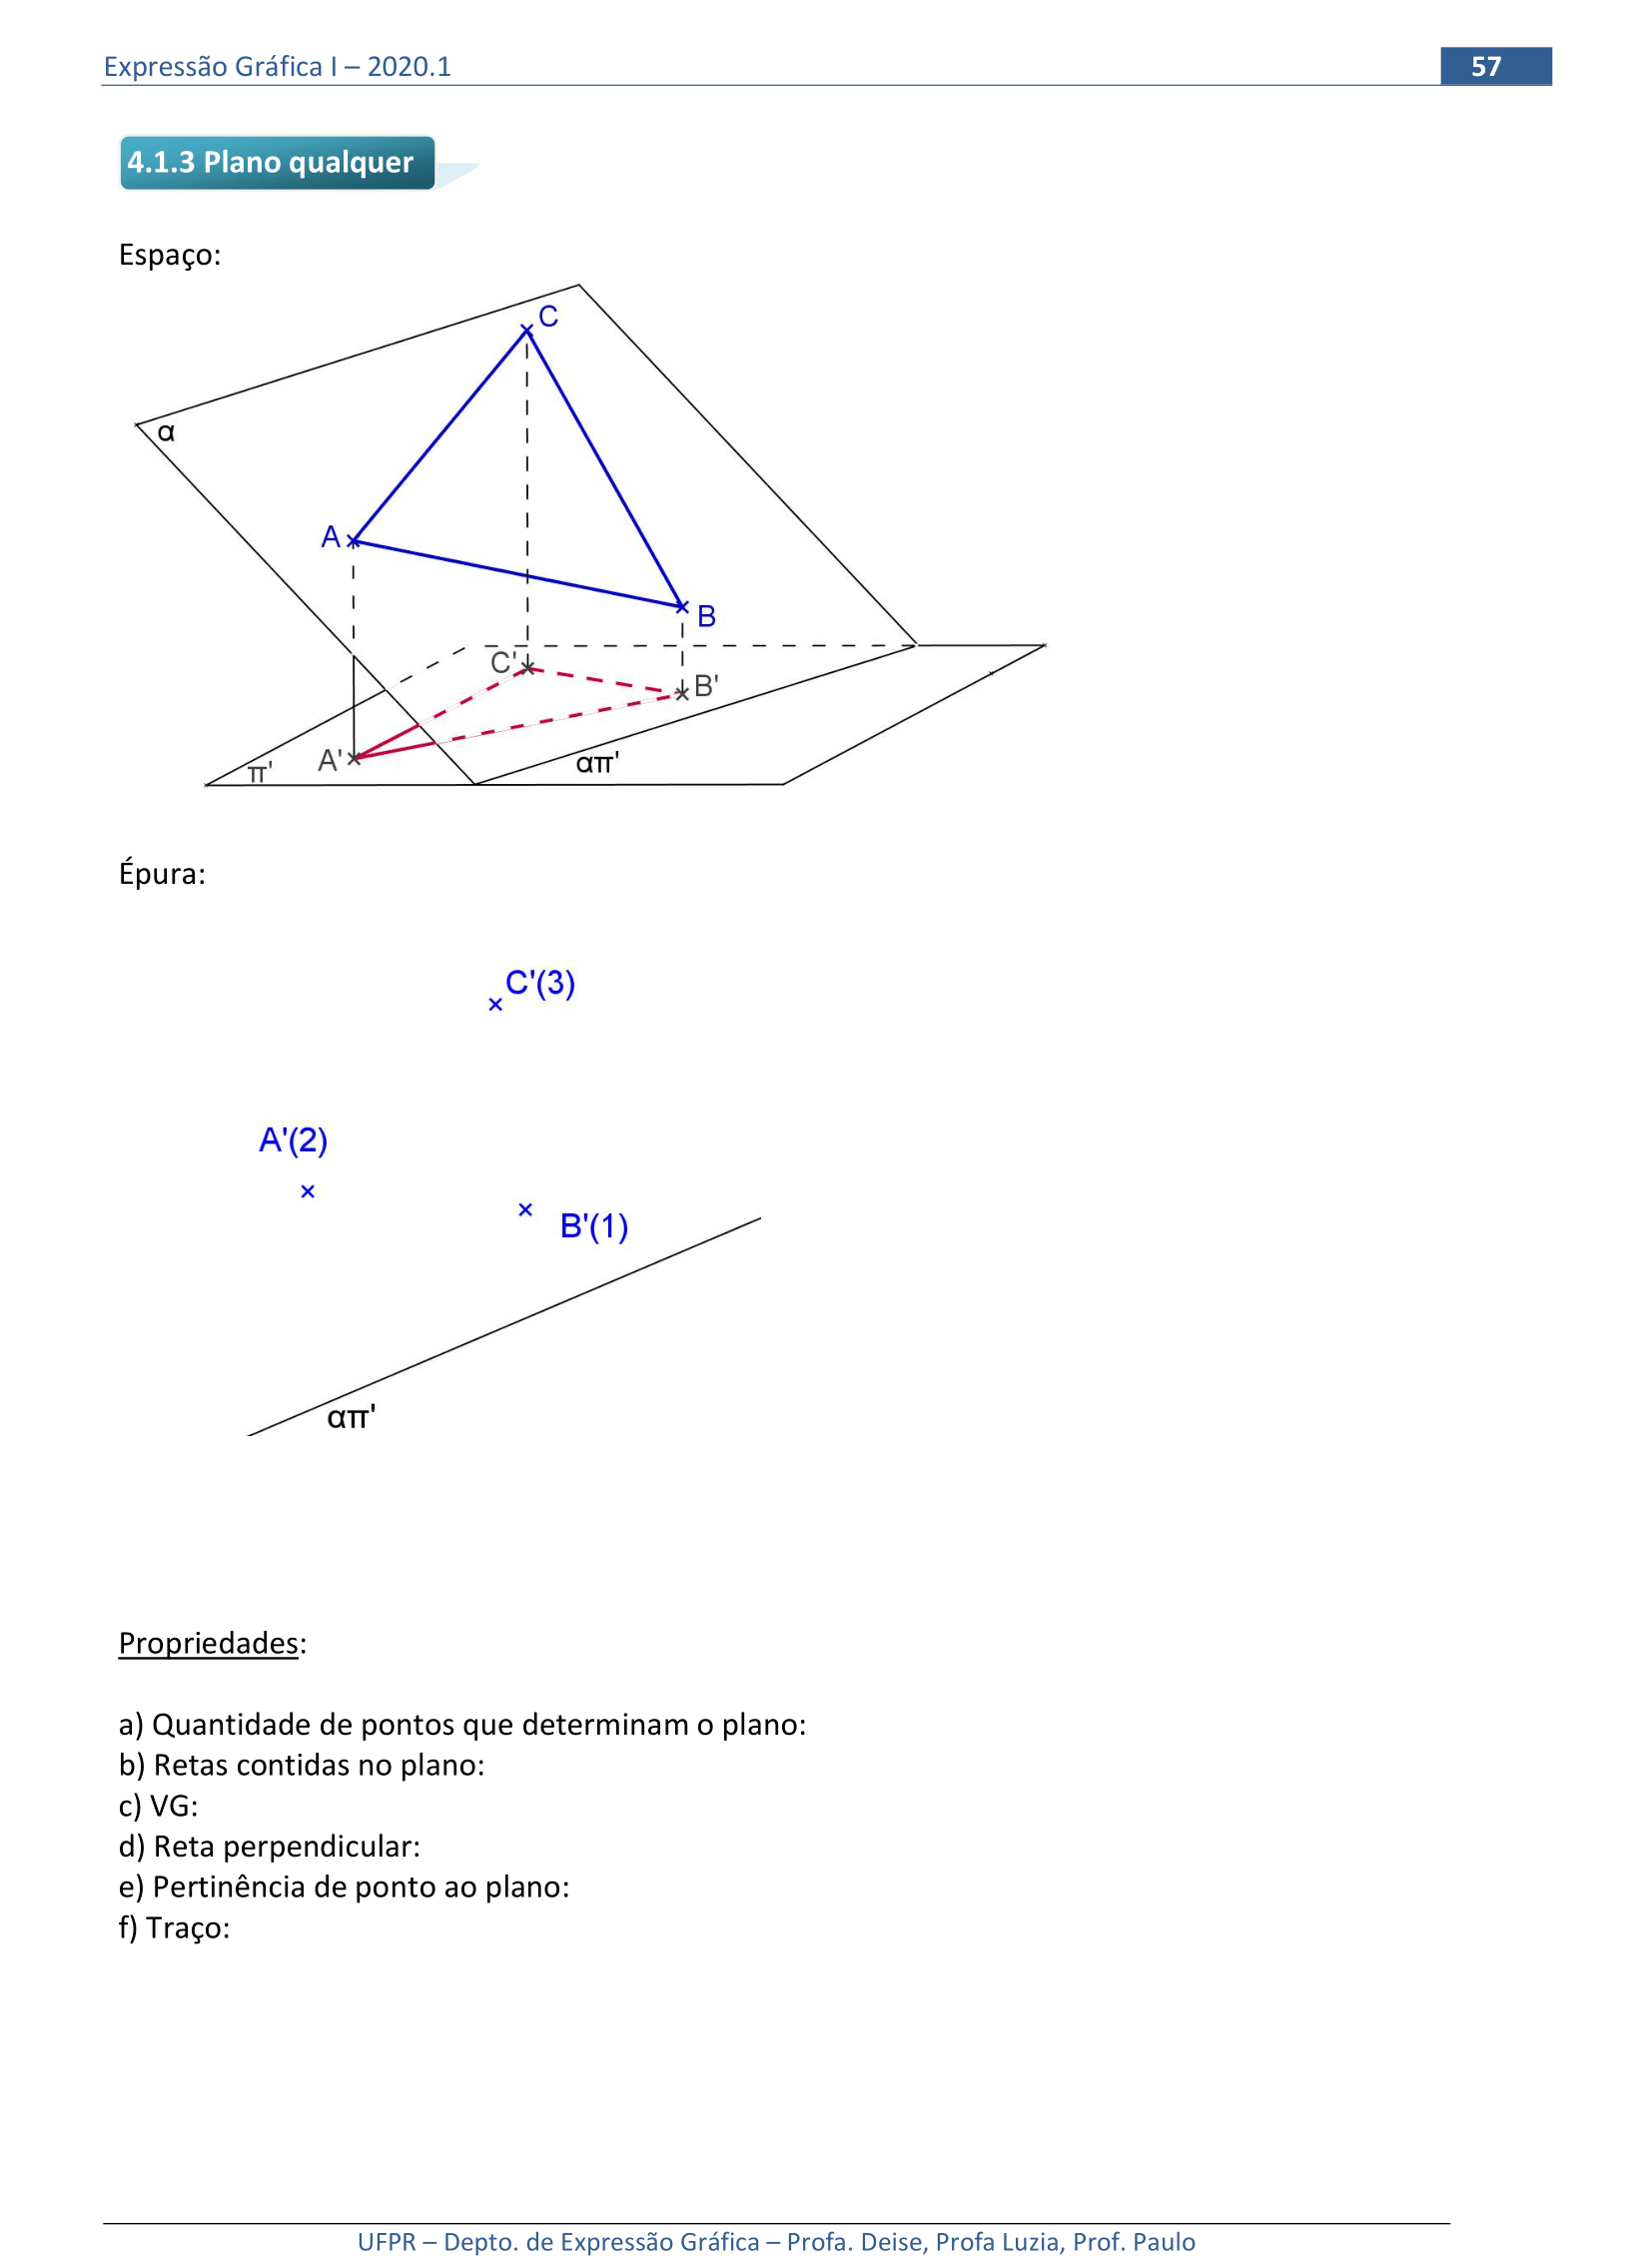 Expressão Gráfica I – 2020.1 57
4.1.3 Plano qualquer
Espaço:
C
α
A
B
C'
B'
A'
π'
απ'
Épura:
C'(3)
A'(2)
B'(1)
απ'
Propriedades:
a) Quantidade de pontos que determinam o plano:
b) Retas contidas no plano:
c) VG:
d) Reta perpendicular:
e) Pertinência de ponto ao plano:
f) Traço:
UFPR – Depto. de Expressão Gráfica – Profa. Deise, Profa Luzia, Prof. Paulo